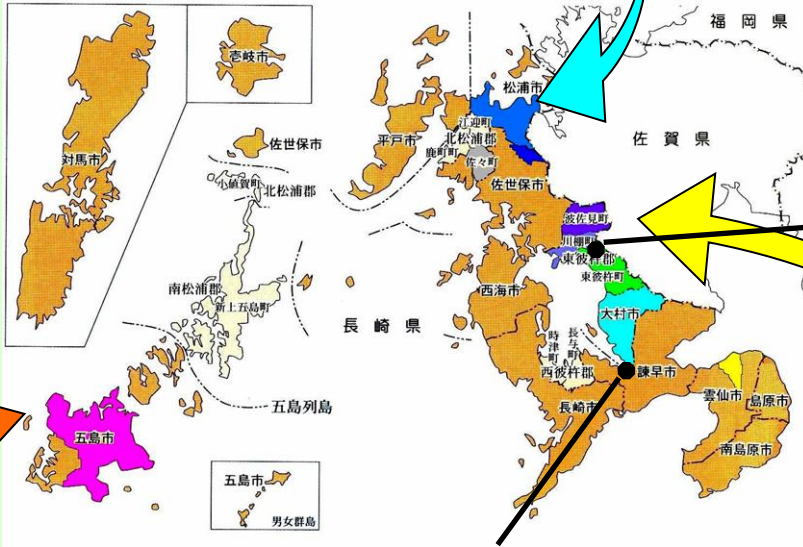 福岡県
壱岐市
松浦市
江迎町
佐世保市
平戸市
北松浦郡
佐賀県
鹿町町
佐々町
対馬市
小値賀町
北松浦郡
佐世保市
波佐見町
川棚町
東彼杵郡
東彼杵町
南松浦郡
西海市
新上五島町
大村市
長崎県
時津町
長与町
西彼杵郡
諫早市
雲仙市
島原市
五島列島
長崎市
五島市
南島原市
五島市
男女群島